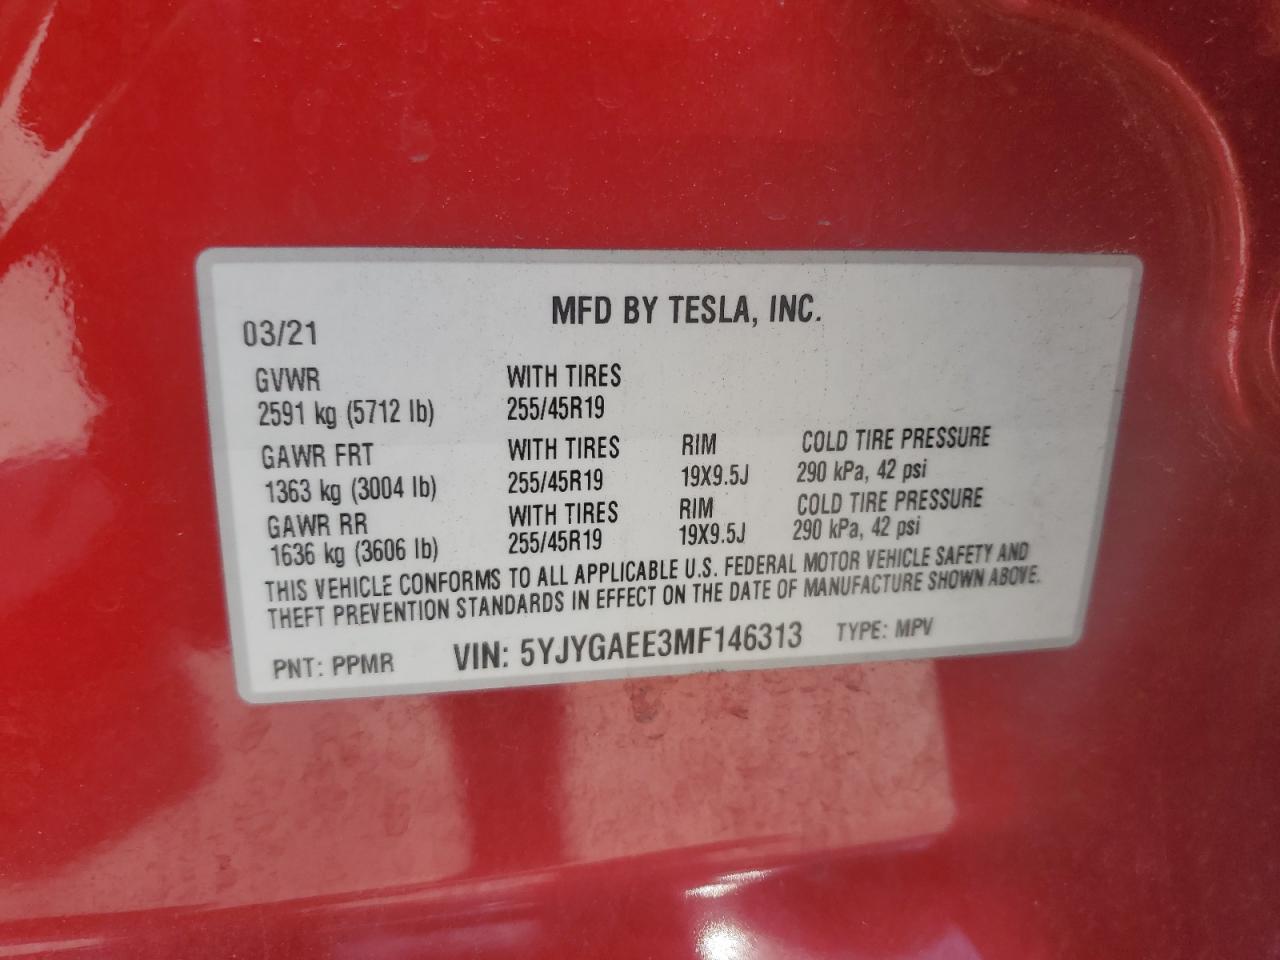 MFD BY TESLA, INC.
03/21
GVWR WITH TIRES
2591 kg (5712 lb) 255/45R19
GAWR FRT WITH TIRES RIM COLD TIRE PRESSURE
1363 kg (3004 lb) 255/45R19 19X9.5J 290 kPa, 42 psi
GAWR RR WITH TIRES RIM COLD TIRE PRESSURE
1636 kg (3606 lb) 255/45R19 19X9.5J 290 kPa, 42 psi
THIS VEHICLE CONFORMS TO ALL APPLICABLE U.S. FEDERAL MOTOR VEHICLE SAFETY AND
THEFT PREVENTION STANDARDS IN EFFECT ON THE DATE OF MANUFACTURE SHOWN ABOVE.
PNT: PPMR VIN: 5YJYGAEE3MF146313 TYPE: MPV